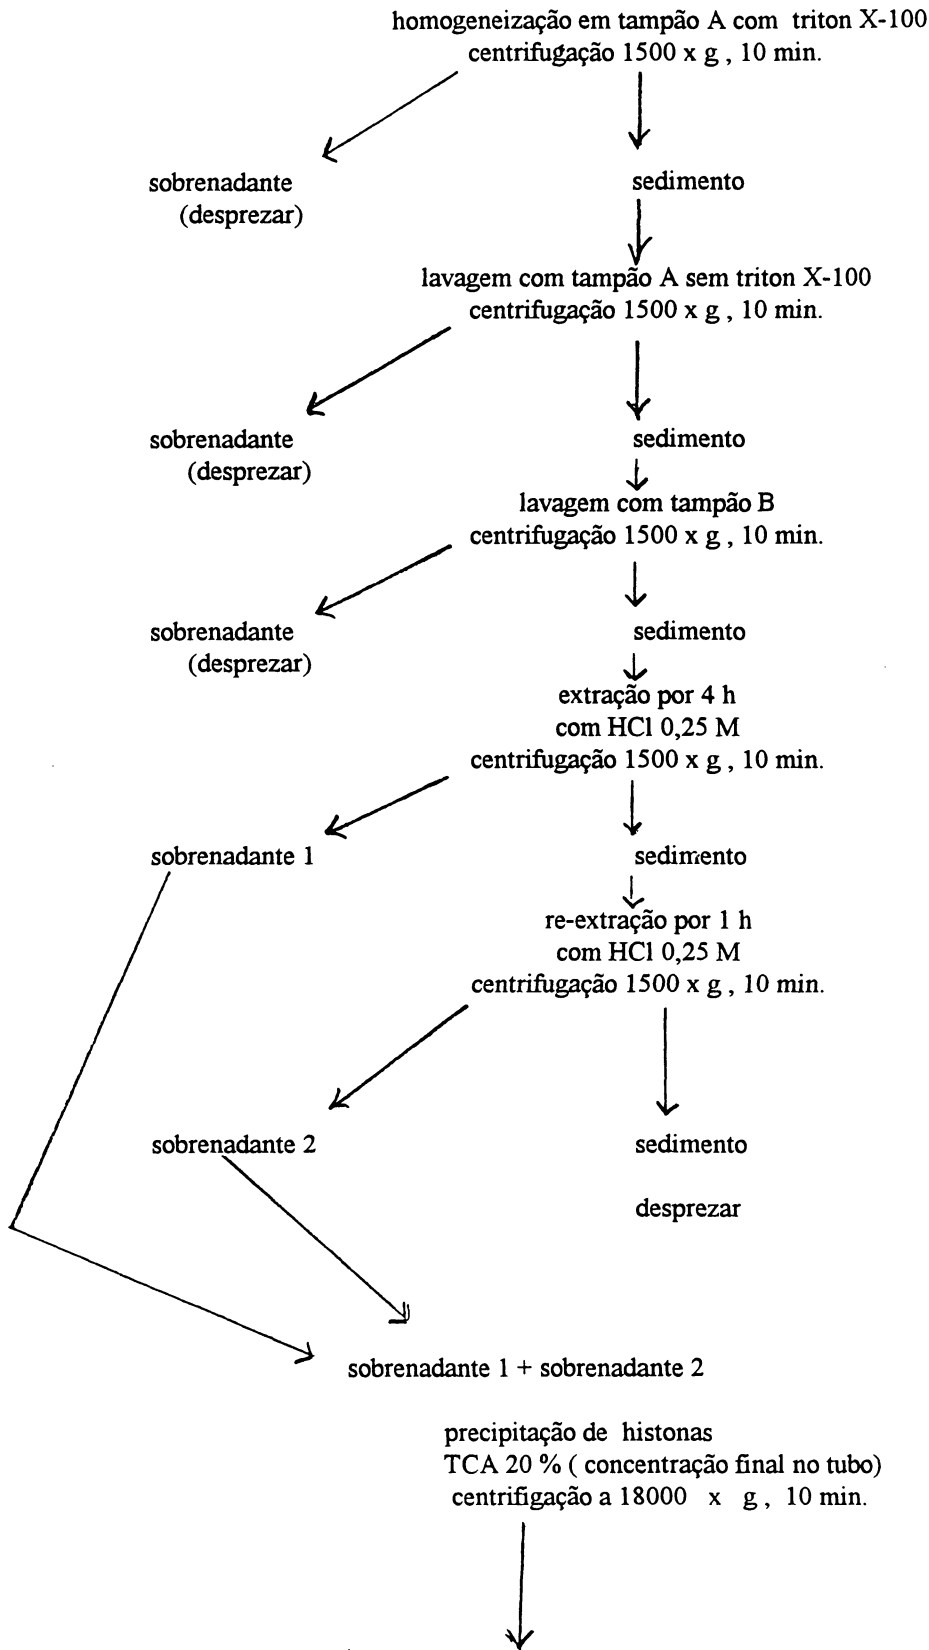 homogeneização em tampão A com triton X-100
centrifugação 1500 x g , 10 min.
sobrenadante
(desprezar)
sedimento
lavagem com tampão A sem triton X-100
centrifugação 1500 x g , 10 min.
sobrenadante
(desprezar)
sedimento
lavagem com tampão B
centrifugação 1500 x g , 10 min.
sobrenadante
(desprezar)
sedimento
extração por 4 h
com HCl 0,25 M
centrifugação 1500 x g , 10 min.
sobrenadante 1
sedimento
re-extração por 1 h
com HCl 0,25 M
centrifugação 1500 x g , 10 min.
sobrenadante 2
sedimento
desprezar
sobrenadante 1 + sobrenadante 2
precipitação de histonas
TCA 20 % ( concentração final no tubo)
centrifigação a 18000 x g , 10 min.